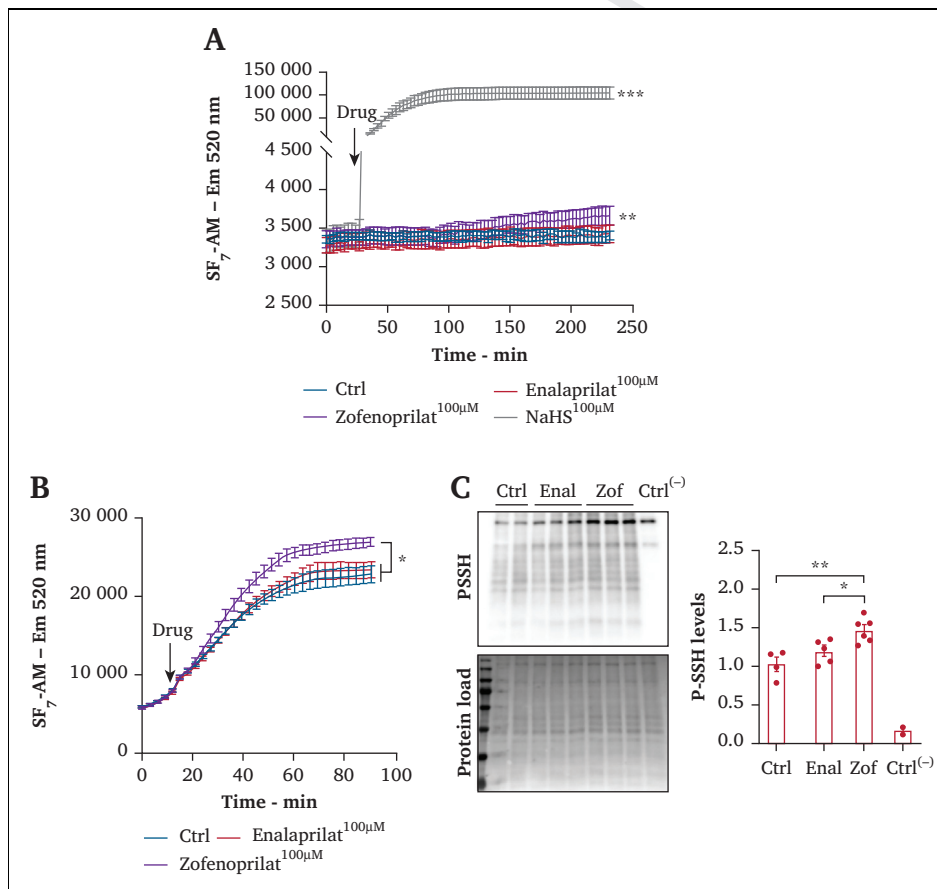 A
150 000
100 000
50 000
4 500
4 000
3 500
3 000
2 500
SF7-AM – Em 520 nm
Drug
***
**
0 50 100 150 200 250
Time - min
Ctrl Enalaprilat100µM
Zofenoprilat100µM NaHS100µM
B
30 000
20 000
10 000
0
SF7-AM – Em 520 nm
Drug
*
0 20 40 60 80 100
Time - min
Ctrl Enalaprilat100µM
Zofenoprilat100µM
C
Ctrl Enal Zof Ctrl(–)
PSSH
Protein load
2.5
2.0
1.5
1.0
0.5
0.0
P-SSH levels
**
*
Ctrl Enal Zof Ctrl(–)